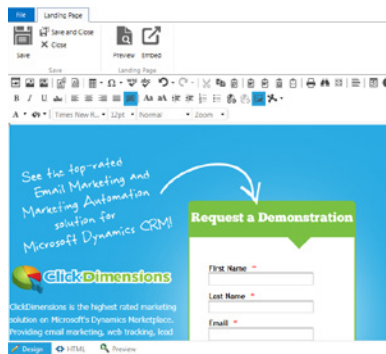 File Landing Page
Save and Close
Close
Save Preview Embed
Save Landing Page
B I U abc Aa aA
A Times New R... 12pt Normal Zoom
See the top-rated
Email Marketing and
Marketing Automation
solution for
Microsoft Dynamics CRM!
Request a Demonstration
ClickDimensions
First Name *
Last Name *
Email *
ClickDimensions is the highest rated marketing
solution on Microsoft's Dynamics Marketplace.
Providing email marketing, web tracking, lead
Design HTML Preview